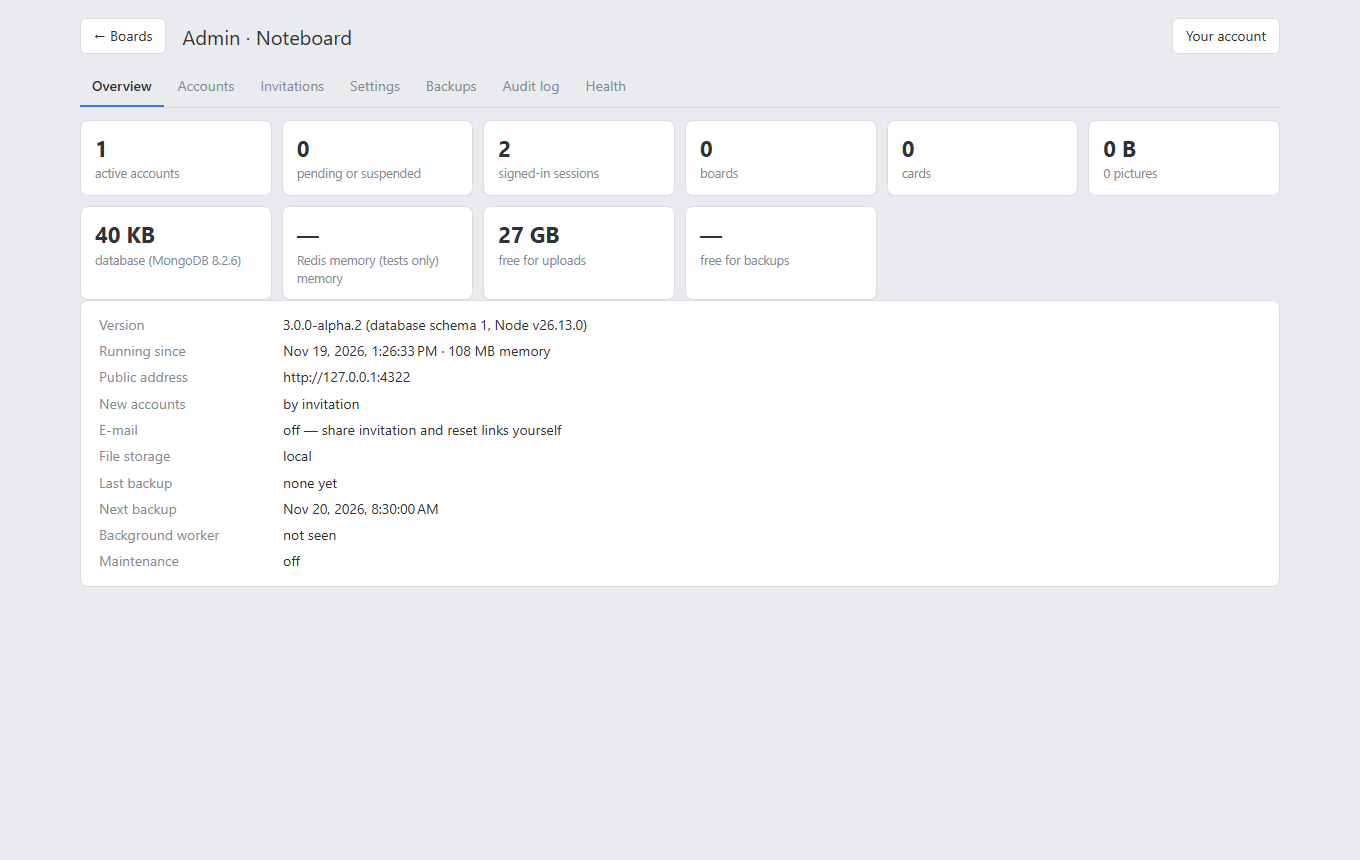 ← Boards
Admin · Noteboard
Your account
Overview
Accounts
Invitations
Settings
Backups
Audit log
Health
1
active accounts
0
pending or suspended
2
signed-in sessions
0
boards
0
cards
0 B
0 pictures
40 KB
database (MongoDB 8.2.6)
—
Redis memory (tests only)
memory
27 GB
free for uploads
—
free for backups
Version 3.0.0-alpha.2 (database schema 1, Node v26.13.0)
Running since Nov 19, 2026, 1:26:33 PM · 108 MB memory
Public address http://127.0.0.1:4322
New accounts by invitation
E-mail off — share invitation and reset links yourself
File storage local
Last backup none yet
Next backup Nov 20, 2026, 8:30:00 AM
Background worker not seen
Maintenance off